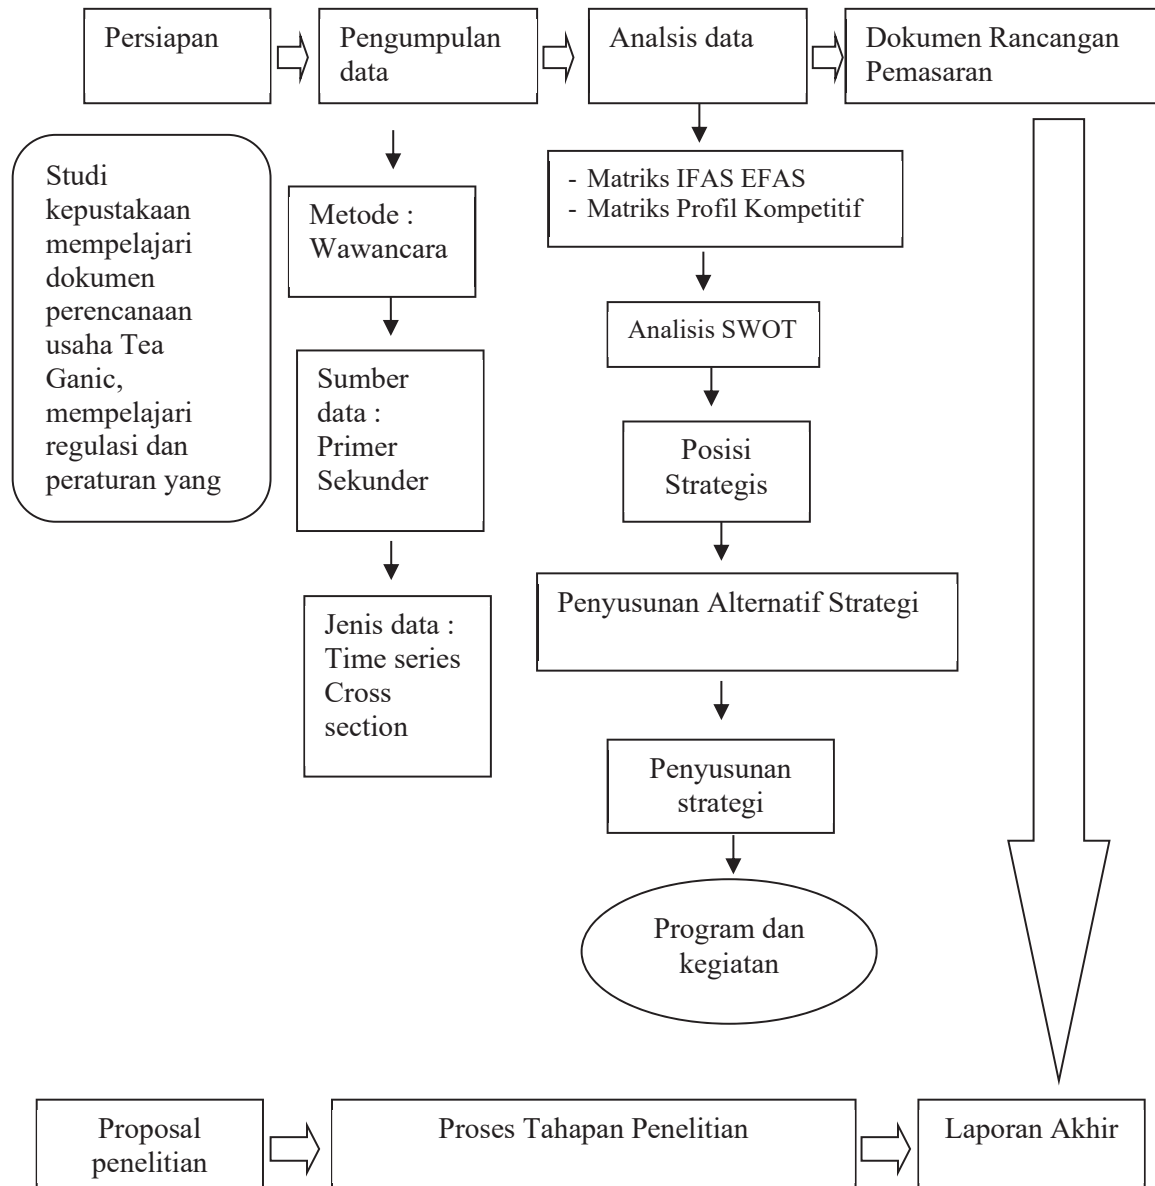 Persiapan
Pengumpulan
data
Analsis data
Dokumen Rancangan
Pemasaran
Studi
kepustakaan
mempelajari
dokumen
perencanaan
usaha Tea
Ganic,
mempelajari
regulasi dan
peraturan yang
Metode :
Wawancara
Sumber
data :
Primer
Sekunder
Jenis data :
Time series
Cross
section
- Matriks IFAS EFAS
- Matriks Profil Kompetitif
Analisis SWOT
Posisi
Strategis
Penyusunan Alternatif Strategi
Penyusunan
strategi
Program dan
kegiatan
Proposal
penelitian
Proses Tahapan Penelitian
Laporan Akhir